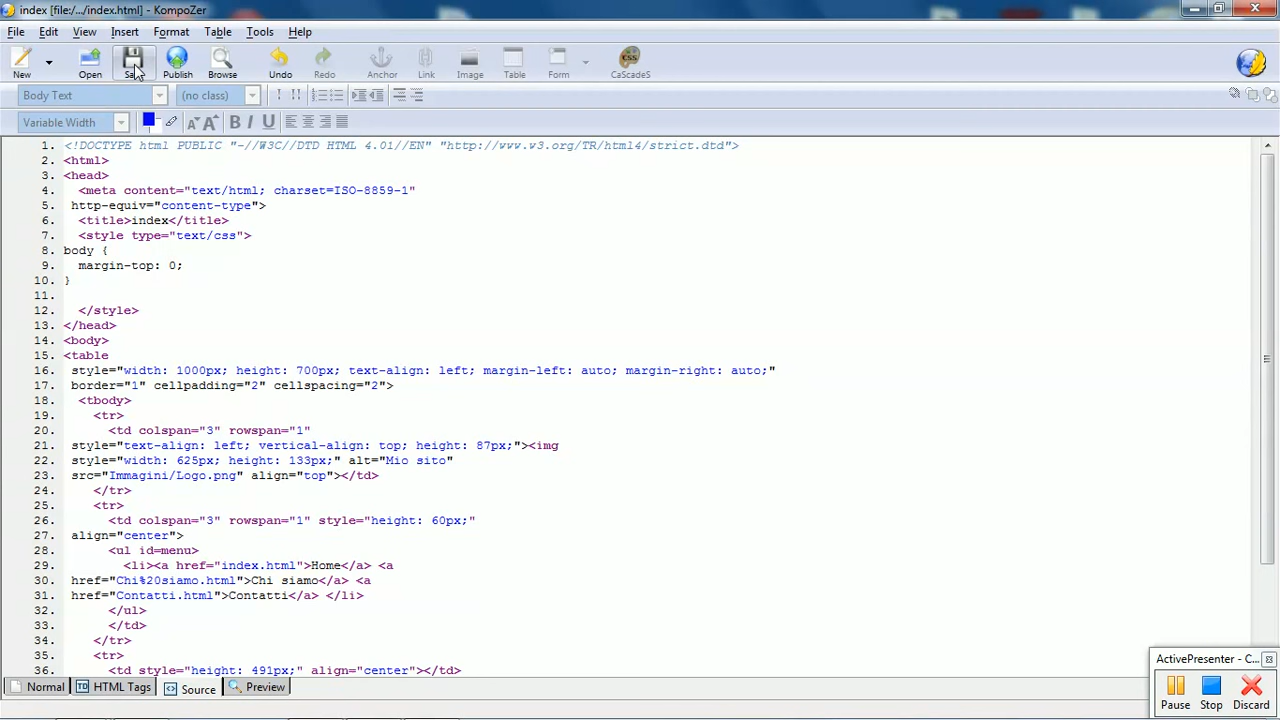 index [file:/.../index.html] - KompoZer
File Edit View Insert Format Table Tools Help
New Open Publish Browse Undo Redo Anchor Link Image Table Form CaScadeS
CSS
Body Text (no class)
Variable Width A A B I U
1. <!DOCTYPE html PUBLIC "-//W3C//DTD HTML 4.01//EN" "http://www.w3.org/TR/html4/strict.dtd">
2. <html>
3. <head>
4. <meta content="text/html; charset=ISO-8859-1"
5. http-equiv="content-type">
6. <title>index</title>
7. <style type="text/css">
8. body {
9. margin-top: 0;
10. }
11.
12. </style>
13. </head>
14. <body>
15. <table
16. style="width: 1000px; height: 700px; text-align: left; margin-left: auto; margin-right: auto;"
17. border="1" cellpadding="2" cellspacing="2">
18. <tbody>
19. <tr>
20. <td colspan="3" rowspan="1"
21. style="text-align: left; vertical-align: top; height: 87px;"><img
22. style="width: 625px; height: 133px;" alt="Mio sito"
23. src="Immagini/Logo.png" align="top"></td>
24. </tr>
25. <tr>
26. <td colspan="3" rowspan="1" style="height: 60px;"
27. align="center">
28. <ul id=menu>
29. <li><a href="index.html">Home</a> <a
30. href="Chi%20siamo.html">Chi siamo</a> <a
31. href="Contatti.html">Contatti</a> </li>
32. </ul>
33. </td>
34. </tr>
35. <tr>
36. <td style="height: 491px;" align="center"></td>
Normal TD HTML Tags <> Source Preview
ActivePresenter - C...
Pause Stop Discard